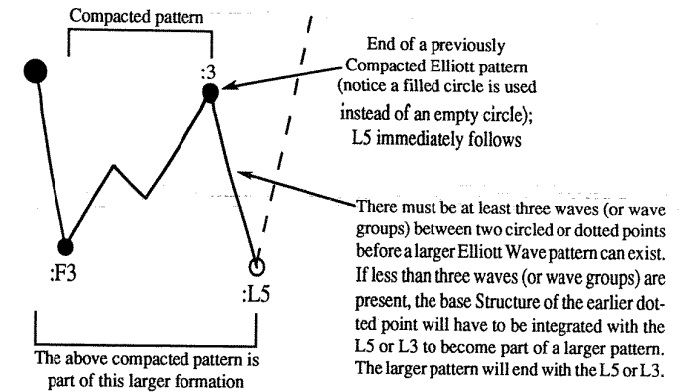 Compacted pattern
:3
End of a previously
Compacted Elliott pattern
(notice a filled circle is used
instead of an empty circle);
L5 immediately follows
There must be at least three waves (or wave
groups) between two circled or dotted points
before a larger Elliott Wave pattern can exist.
If less than three waves (or wave groups) are
present, the base Structure of the earlier dot-
ted point will have to be integrated with the
L5 or L3 to become part of a larger pattern.
The larger pattern will end with the L5 or L3.
:F3
:L5
The above compacted pattern is
part of this larger formation